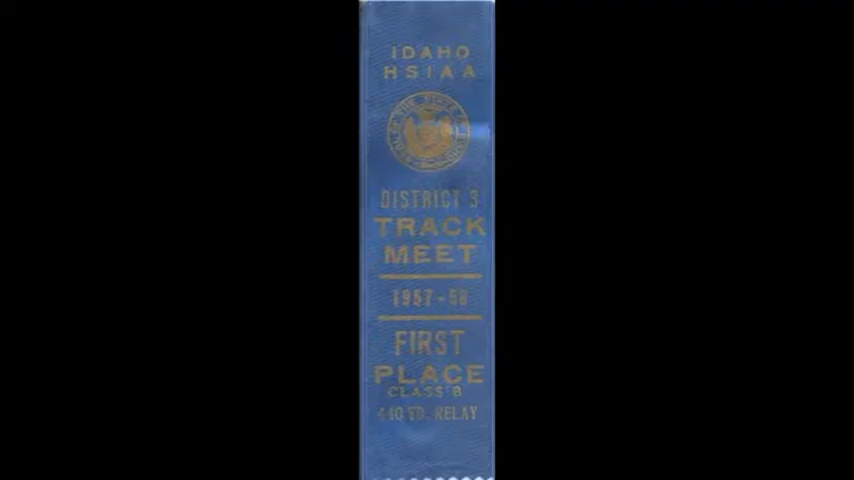 IDAHO
HSIAA
DISTRICT 3
TRACK
MEET
1957-58
FIRST
PLACE
CLASS B
440 YD. RELAY